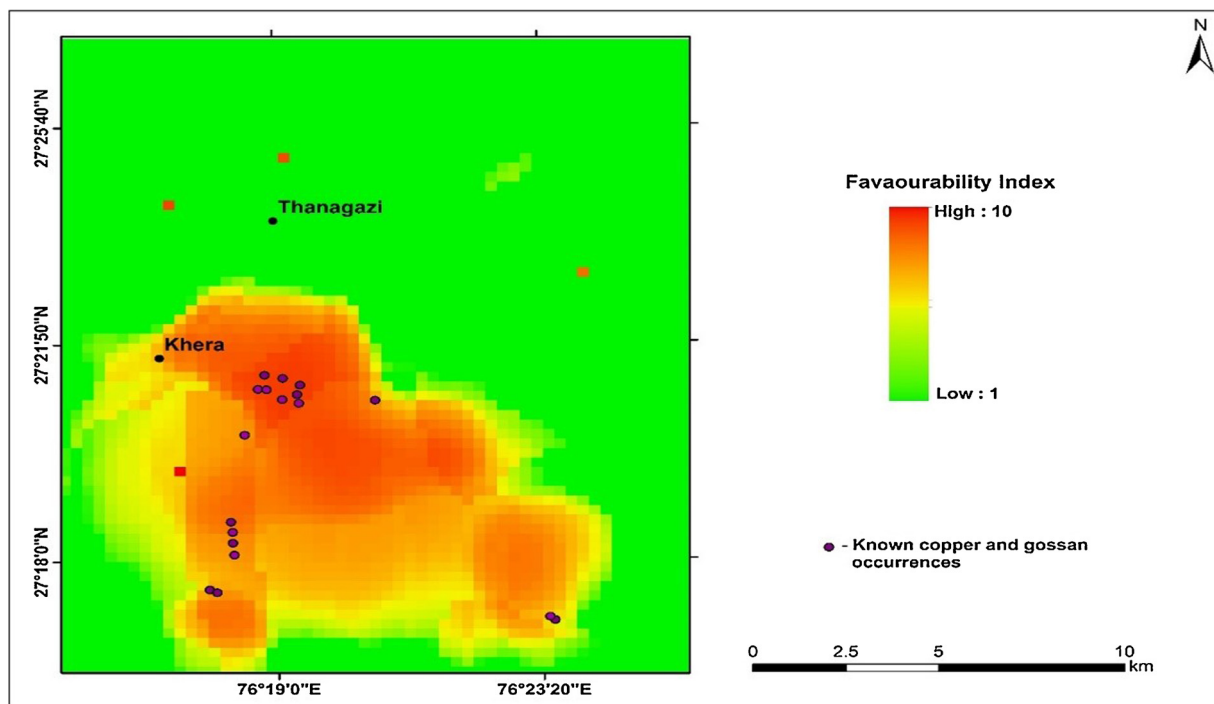 N
27°25'40"N
27°21'50"N
27°18'0"N
Thanagazi
Khera
76°19'0"E
76°23'20"E
Favaourability Index
High : 10
Low : 1
- Known copper and gossan
occurrences
0
2.5
5
10
km